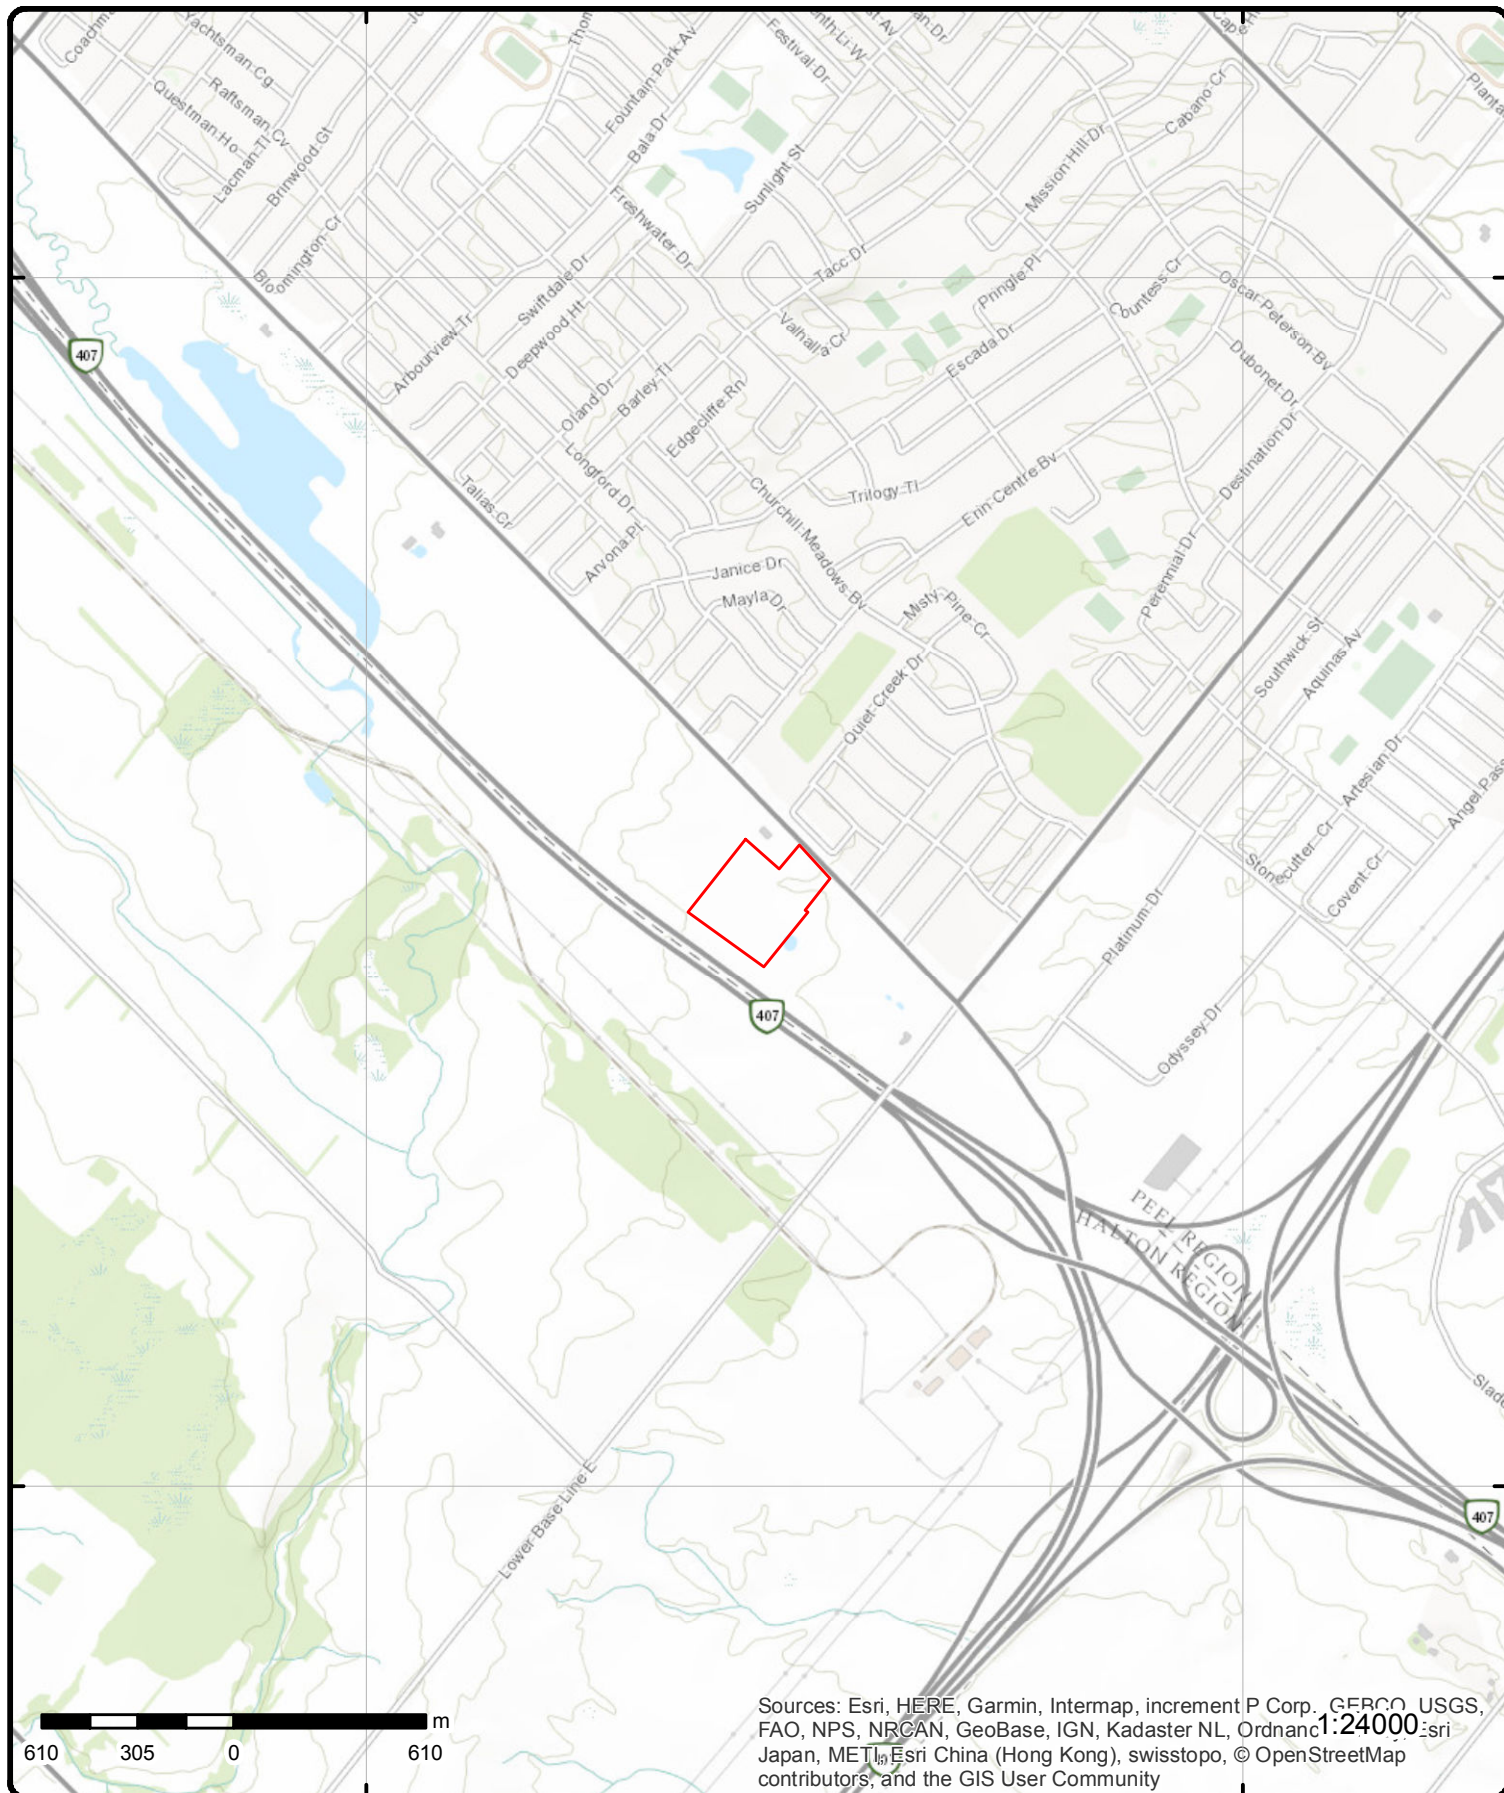 Yachtsman Cg
Festival Dr
Fountain Park Av
Raftsman Cv
Questman Ho
Cabano Cr
Bala Dr
Lacman Tl
Brinwood Gt
Mission Hill Dr
Sunlight St
Freshwater Dr
Bloomington Cr
Tacc Dr
Swiftdale Dr
Pringle Pl
Countess Cr
Oscar Peterson Bv
Deepwood Ht
Valhalla Cr
Arbourview Tr
Escada Dr
407
Dubonet Dr
Oland Dr
Barley Tl
Edgecliffe Rn
Destination Dr
Longford Dr
Talias Cr
Trilogy Tl
Erin Centre Bv
Churchill Meadows Bv
Arvona Pl
Janice Dr
Mayla Dr
Perennial Dr
Misty Pine Cr
Southwick St
Aquinas Av
Quiet Creek Dr
Artesian Dr
Angel Pass
Stonecutter Cr
Covent Cr
Platinum Dr
407
Odyssey Dr
PEEL REGION
HALTON REGION
Lower Base Line E
407
m
610 305 0 610
Sources: Esri, HERE, Garmin, Intermap, increment P Corp., GEBCO, USGS,
FAO, NPS, NRCAN, GeoBase, IGN, Kadaster NL, Esri
1:24000
Japan, METI, Esri China (Hong Kong), swisstopo, © OpenStreetMap
contributors, and the GIS User Community